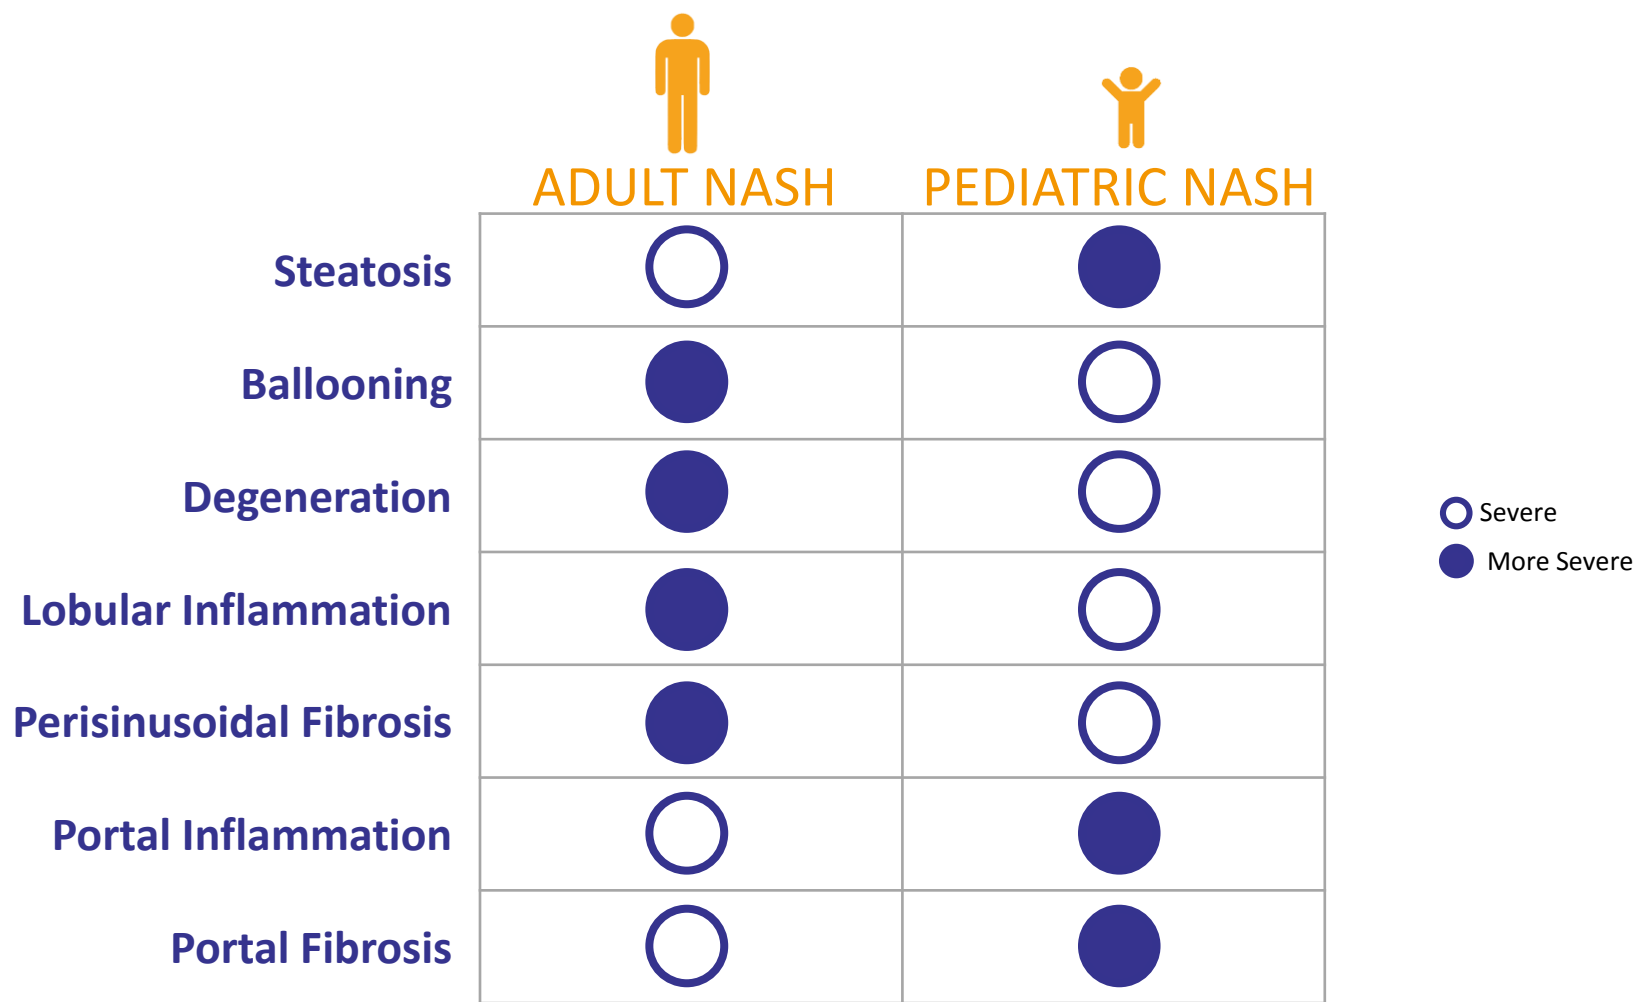 ADULT NASH
PEDIATRIC NASH
Steatosis
Ballooning
Degeneration
Lobular Inflammation
Perisinusoidal Fibrosis
Portal Inflammation
Portal Fibrosis
Severe
More Severe